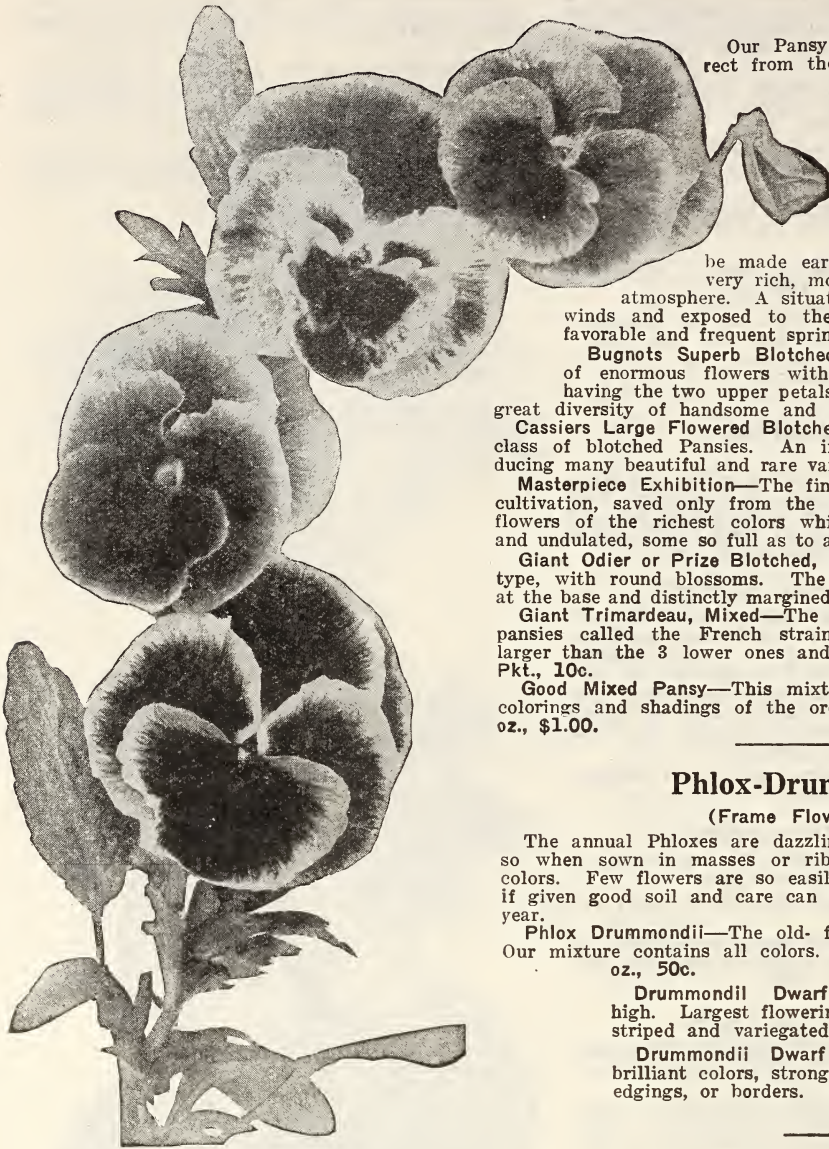 Our Pansy
rect from the
be made ear
very rich, mo
atmosphere. A situat
winds and exposed to the
favorable and frequent sprin
Bugnots Superb Blotched
of enormous flowers with
having the two upper petals
great diversity of handsome and
Cassiers Large Flowered Blotche
class of blotched Pansies. An i
ducing many beautiful and rare va
Masterpiece Exhibition—The fin
cultivation, saved only from the
flowers of the richest colors whi
and undulated, some so full as to a
Giant Odier or Prize Blotched,
type, with round blossoms. The
at the base and distinctly margined
Giant Trimardeau, Mixed—The
pansies called the French strain
larger than the 3 lower ones and
Pkt., 10c.
Good Mixed Pansy—This mixt
colorings and shadings of the or
oz., $1.00.
Phlox-Drum
(Frame Flow
The annual Phloxes are dazzli
so when sown in masses or rib
colors. Few flowers are so easil
if given good soil and care can
year.
Phlox Drummondii—The old- f
Our mixture contains all colors.
oz., 50c.
Drummondii Dwarf
high. Largest flowerin
striped and variegated
Drummondii Dwarf
brilliant colors, strong
edgings, or borders.